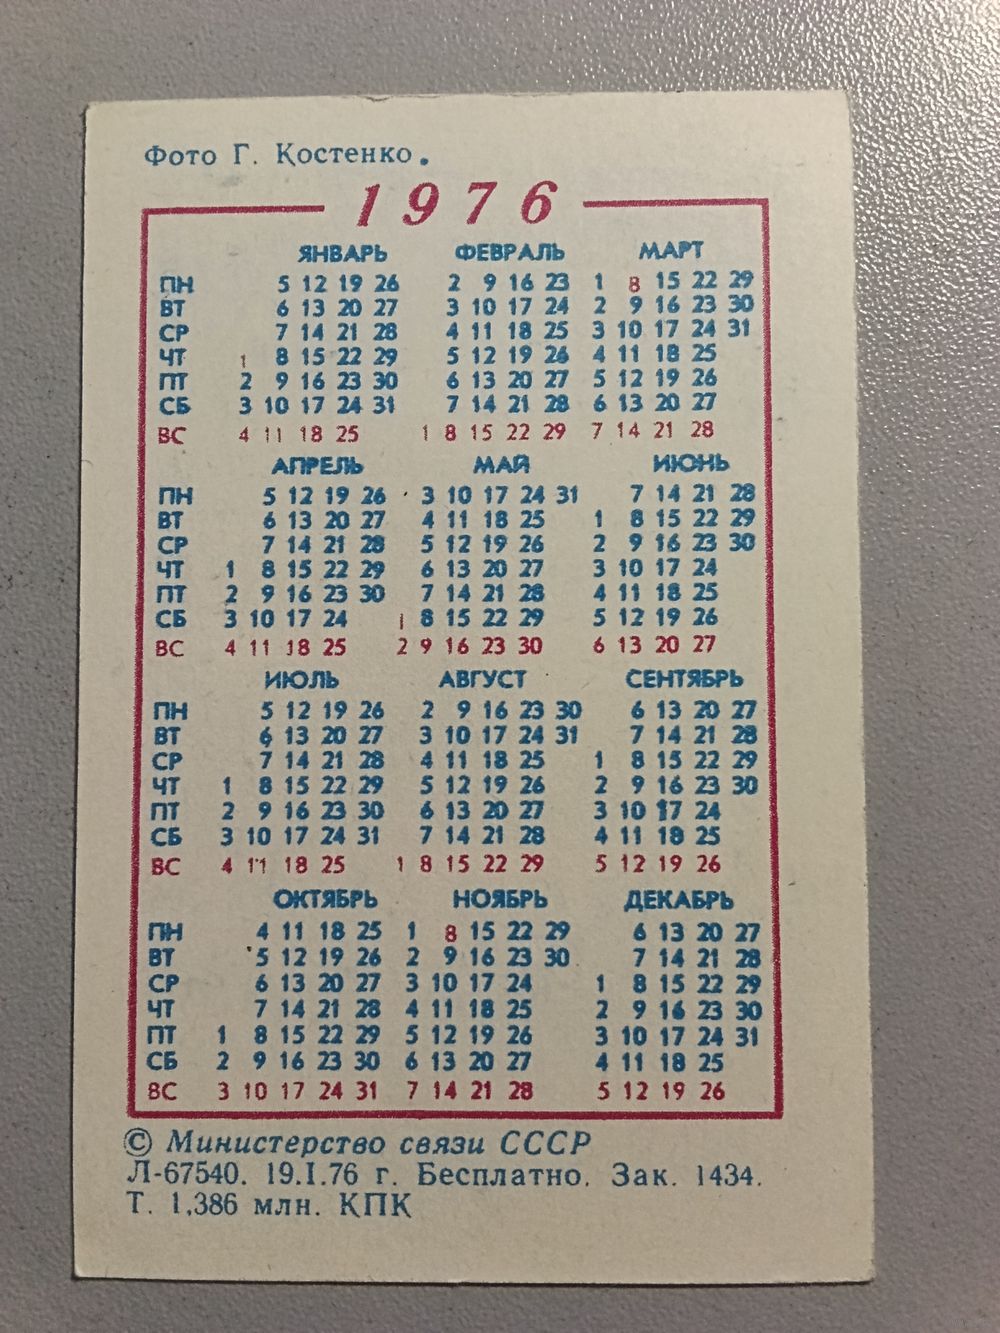 Фото Г. Костенко.
1976
ЯНВАРЬ ФЕВРАЛЬ МАРТ
ПН 5 12 19 26 2 9 16 23 1 8 15 22 29
ВТ 6 13 20 27 3 10 17 24 2 9 16 23 30
СР 7 14 21 28 4 11 18 25 3 10 17 24 31
ЧТ 1 8 15 22 29 5 12 19 26 4 11 18 25
ПТ 2 9 16 23 30 6 13 20 27 5 12 19 26
СБ 3 10 17 24 31 7 14 21 28 6 13 20 27
ВС 4 11 18 25 1 8 15 22 29 7 14 21 28
АПРЕЛЬ МАЙ ИЮНЬ
ПН 5 12 19 26 3 10 17 24 31 7 14 21 28
ВТ 6 13 20 27 4 11 18 25 1 8 15 22 29
СР 7 14 21 28 5 12 19 26 2 9 16 23 30
ЧТ 1 8 15 22 29 6 13 20 27 3 10 17 24
ПТ 2 9 16 23 30 7 14 21 28 4 11 18 25
СБ 3 10 17 24 1 8 15 22 29 5 12 19 26
ВС 4 11 18 25 2 9 16 23 30 6 13 20 27
ИЮЛЬ АВГУСТ СЕНТЯБРЬ
ПН 5 12 19 26 2 9 16 23 30 6 13 20 27
ВТ 6 13 20 27 3 10 17 24 31 7 14 21 28
СР 7 14 21 28 4 11 18 25 1 8 15 22 29
ЧТ 1 8 15 22 29 5 12 19 26 2 9 16 23 30
ПТ 2 9 16 23 30 6 13 20 27 3 10 17 24
СБ 3 10 17 24 31 7 14 21 28 4 11 18 25
ВС 4 11 18 25 1 8 15 22 29 5 12 19 26
ОКТЯБРЬ НОЯБРЬ ДЕКАБРЬ
ПН 4 11 18 25 1 8 15 22 29 6 13 20 27
ВТ 5 12 19 26 2 9 16 23 30 7 14 21 28
СР 6 13 20 27 3 10 17 24 1 8 15 22 29
ЧТ 7 14 21 28 4 11 18 25 2 9 16 23 30
ПТ 1 8 15 22 29 5 12 19 26 3 10 17 24 31
СБ 2 9 16 23 30 6 13 20 27 4 11 18 25
ВС 3 10 17 24 31 7 14 21 28 5 12 19 26
© Министерство связи СССР
Л-67540. 19.I.76 г. Бесплатно. Зак. 1434.
Т. 1,386 млн. КПК